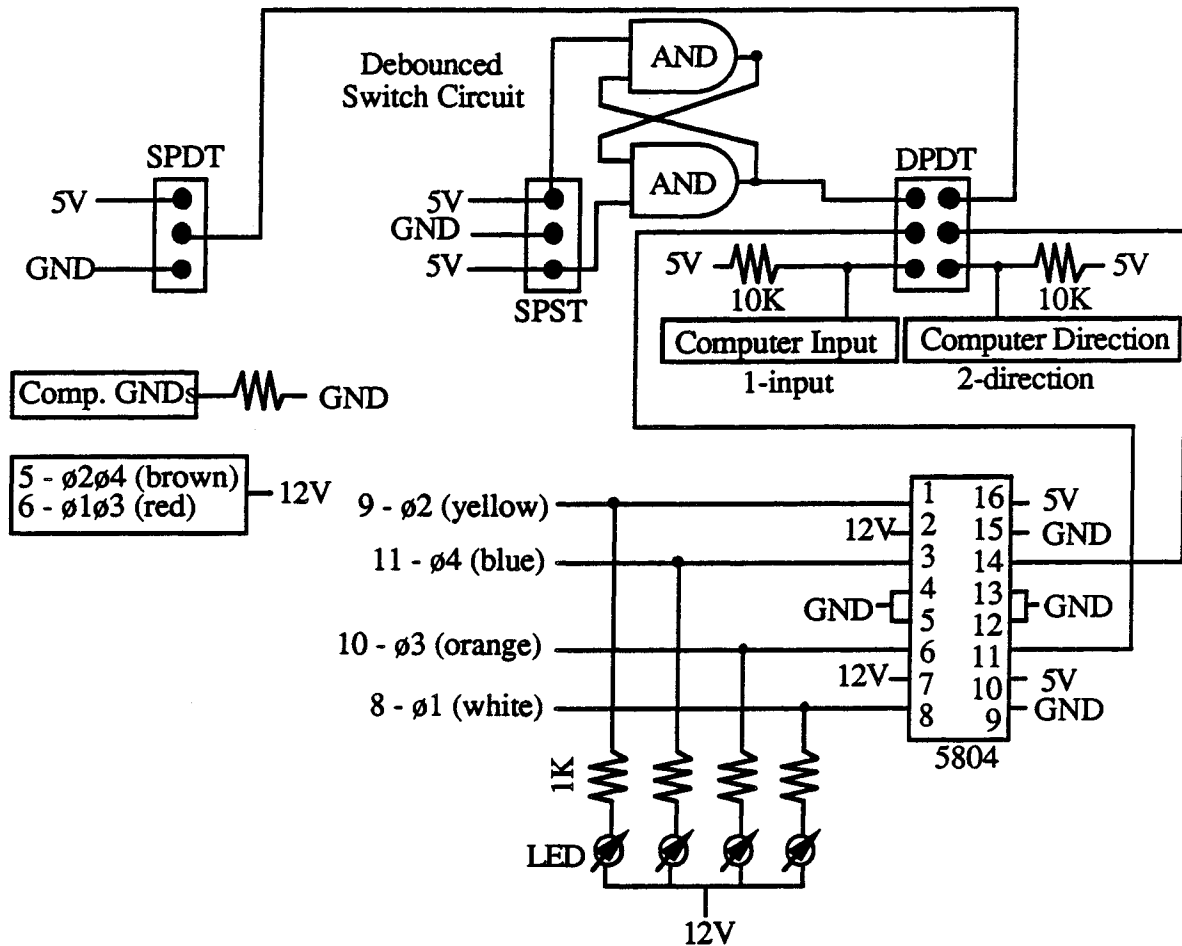 Debounced
Switch Circuit
AND
AND
SPDT
5V
GND
5V
GND
5V
SPST
DPDT
5V
10K
10K
5V
Computer Input
1-input
Computer Direction
2-direction
Comp. GNDs
GND
5 - ø2ø4 (brown)
6 - ø1ø3 (red)
12V
9 - ø2 (yellow)
12V
11 - ø4 (blue)
GND
10 - ø3 (orange)
12V
8 - ø1 (white)
1 16
2 15
3 14
4 13
5 12
6 11
7 10
8 9
5V
GND
GND
5V
GND
5804
1K
LED
12V